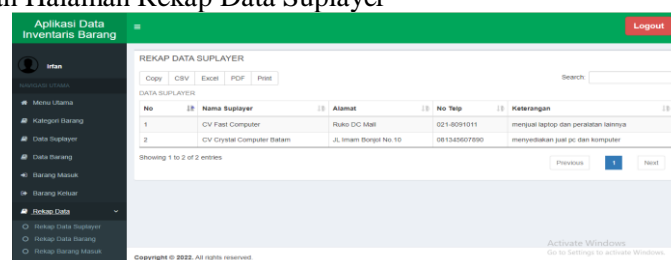 an Halaman Rekap Data Suplayer
Aplikasi Data
Inventaris Barang
Logout
Irfan
NAVIGASI UTAMA
Menu Utama
Kategori Barang
Data Suplayer
Data Barang
Barang Masuk
Barang Keluar
Rekap Data
Rekap Data Suplayer
Rekap Data Barang
Rekap Barang Masuk
REKAP DATA SUPLAYER
Copy CSV Excel PDF Print Search:
DATA SUPLAYER
No Nama Suplayer Alamat No Telp Keterangan
1 CV Fast Computer Ruko DC Mall 021-8091011 menjual laptop dan peralatan lainnya
2 CV Crystal Computer Batam JL.Imam Bonjol No.10 081345607890 menyediakan jual pc dan komputer
Showing 1 to 2 of 2 entries
Previous 1 Next
Activate Windows
Go to Settings to activate Windows.
Copyright © 2022. All rights reserved.